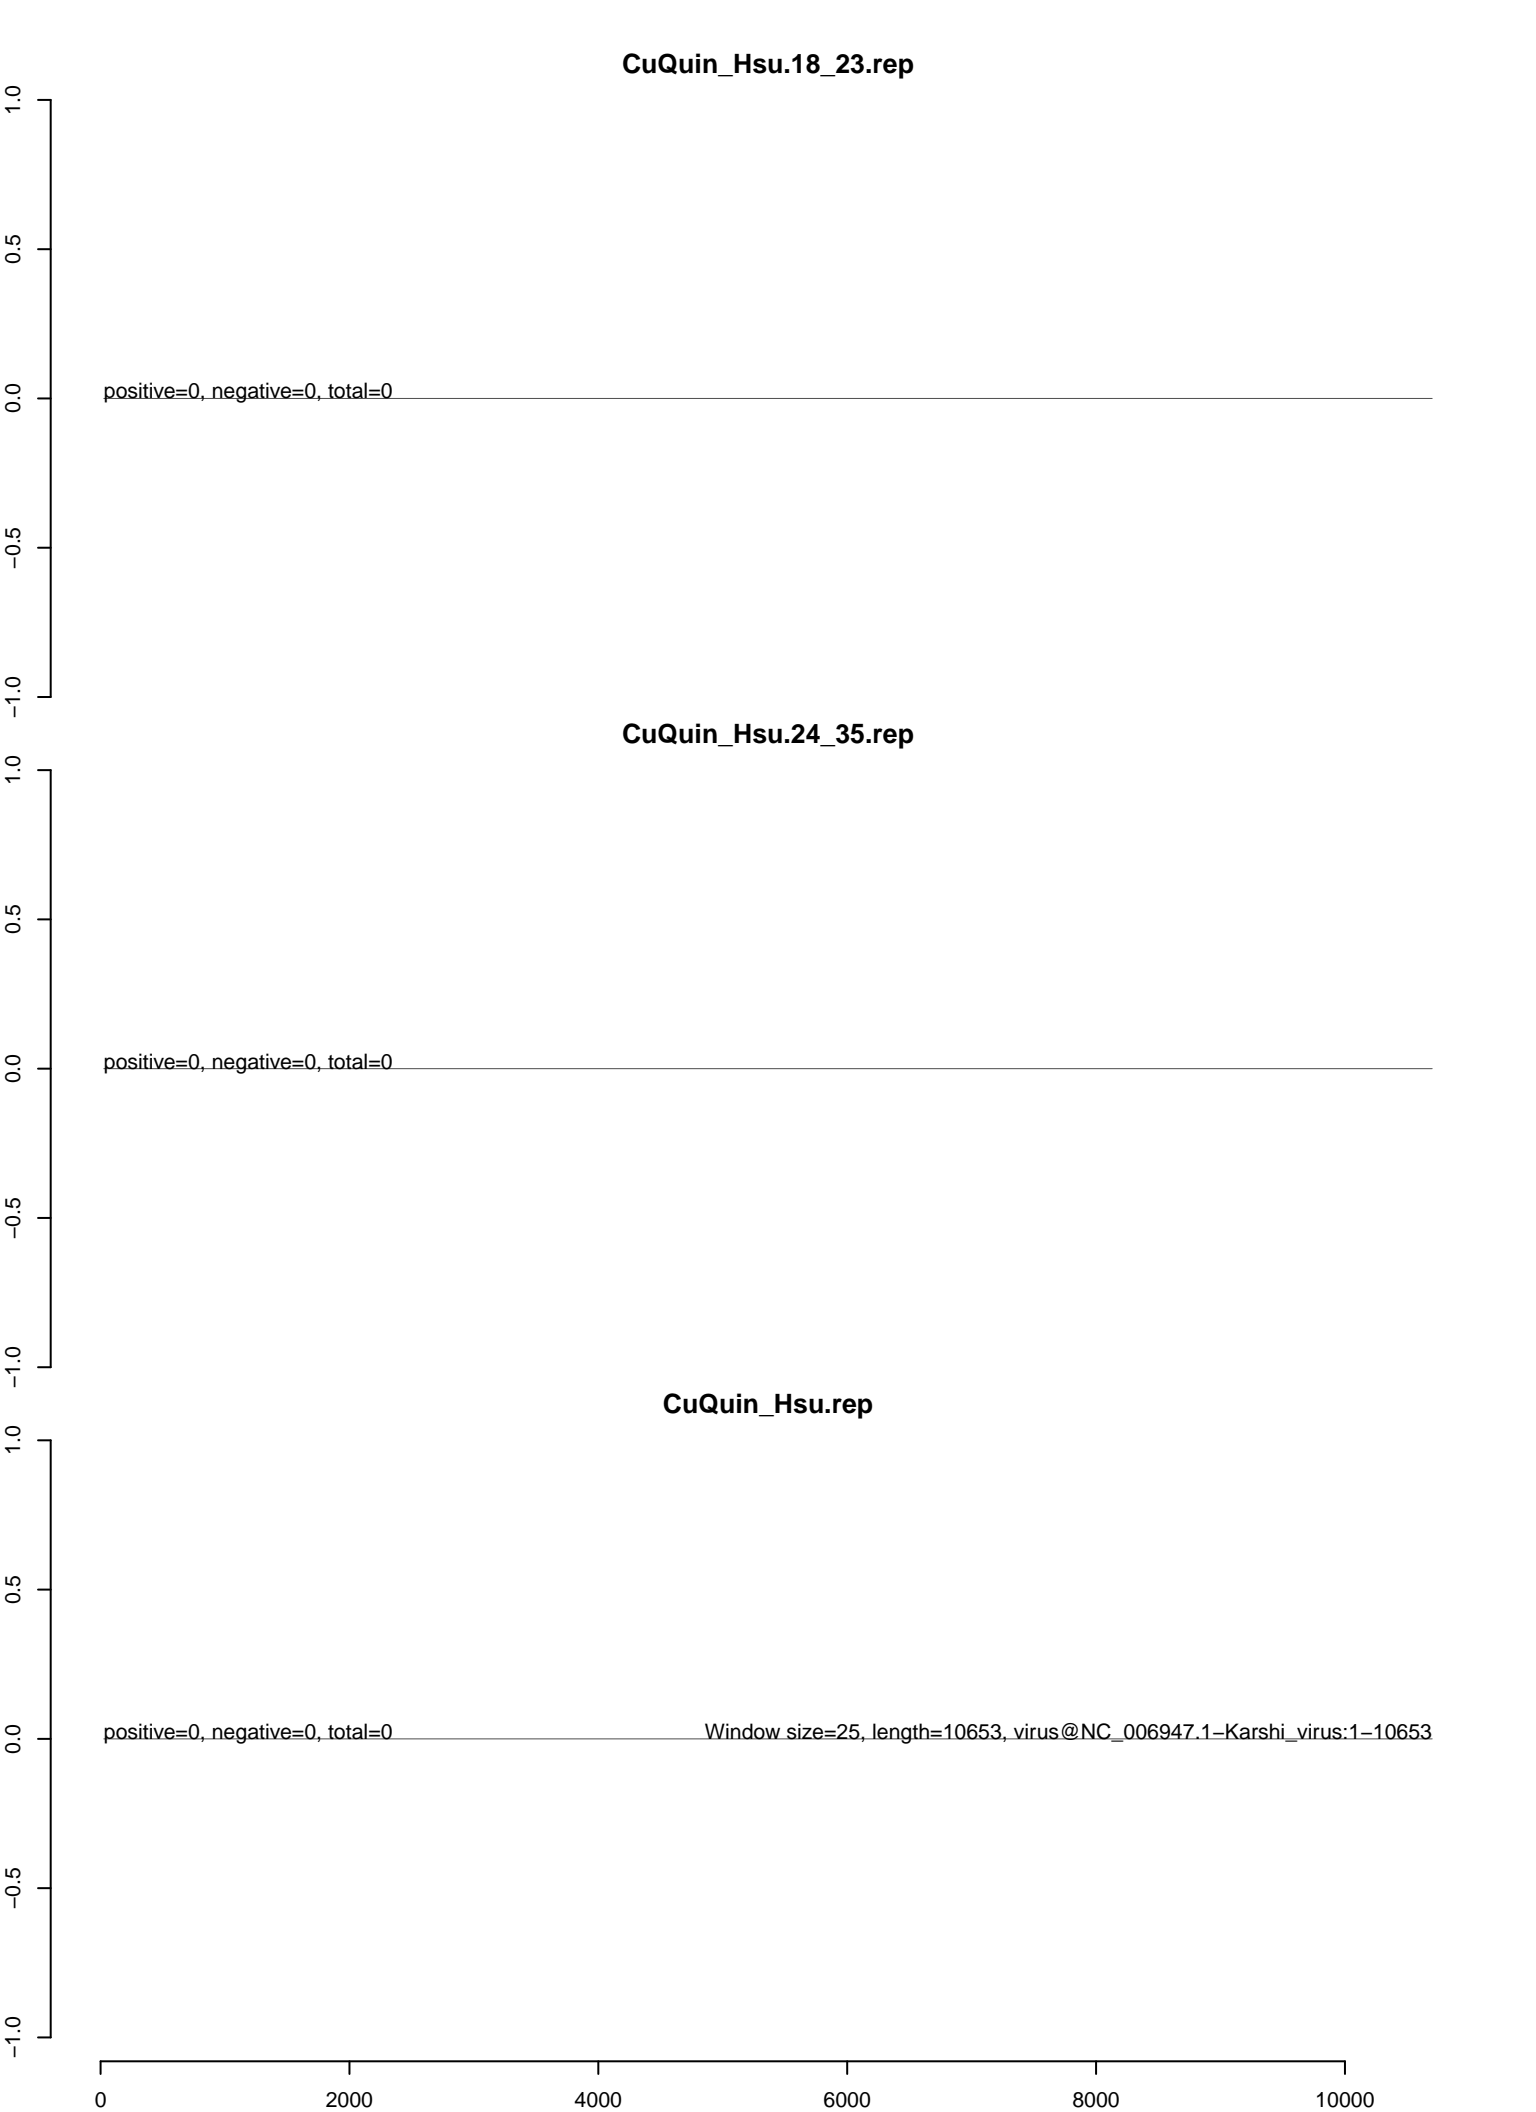 CuQuin_Hsu.18_23.rep
1.0
0.5
0.0
−0.5
−1.0
positive=0, negative=0, total=0
CuQuin_Hsu.24_35.rep
1.0
0.5
0.0
−0.5
−1.0
positive=0, negative=0, total=0
CuQuin_Hsu.rep
1.0
0.5
0.0
−0.5
−1.0
positive=0, negative=0, total=0
Window size=25, length=10653, virus@NC_006947.1−Karshi_virus:1−10653
0 2000 4000 6000 8000 10000